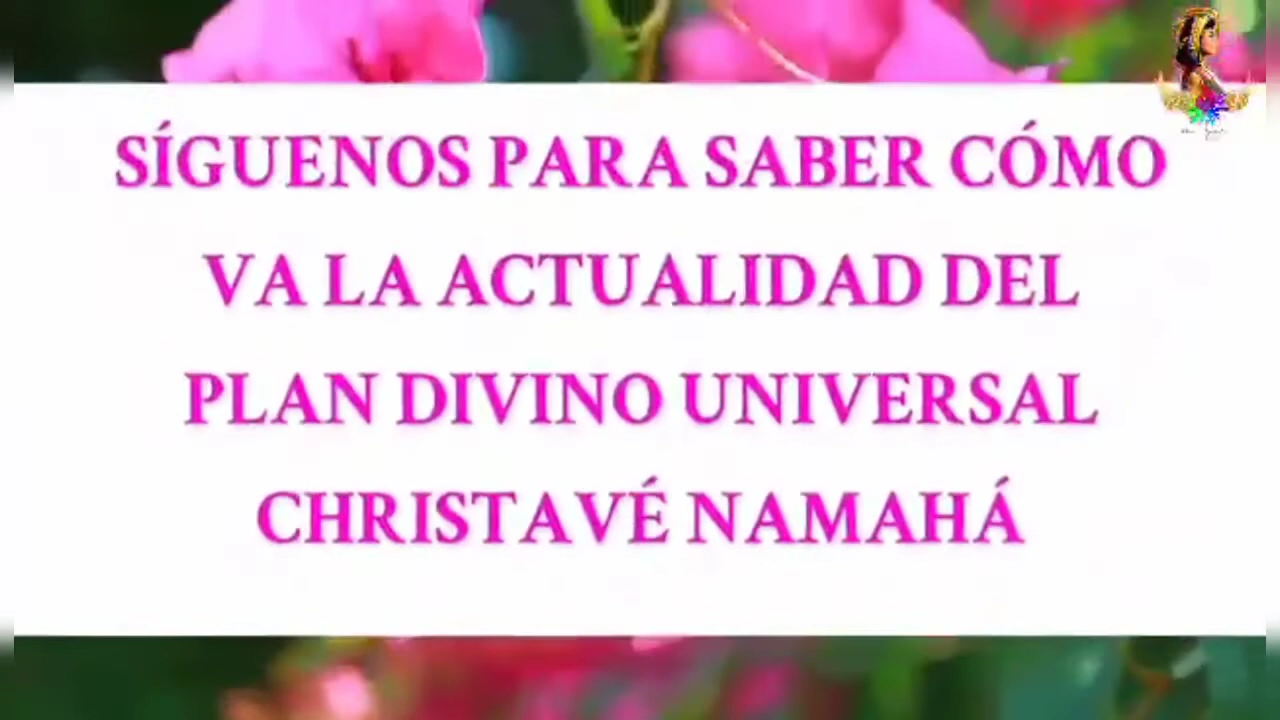 SÍGUENOS PARA SABER CÓMO
VA LA ACTUALIDAD DEL
PLAN DIVINO UNIVERSAL
CHRISTAVÉ NAMAHÁ